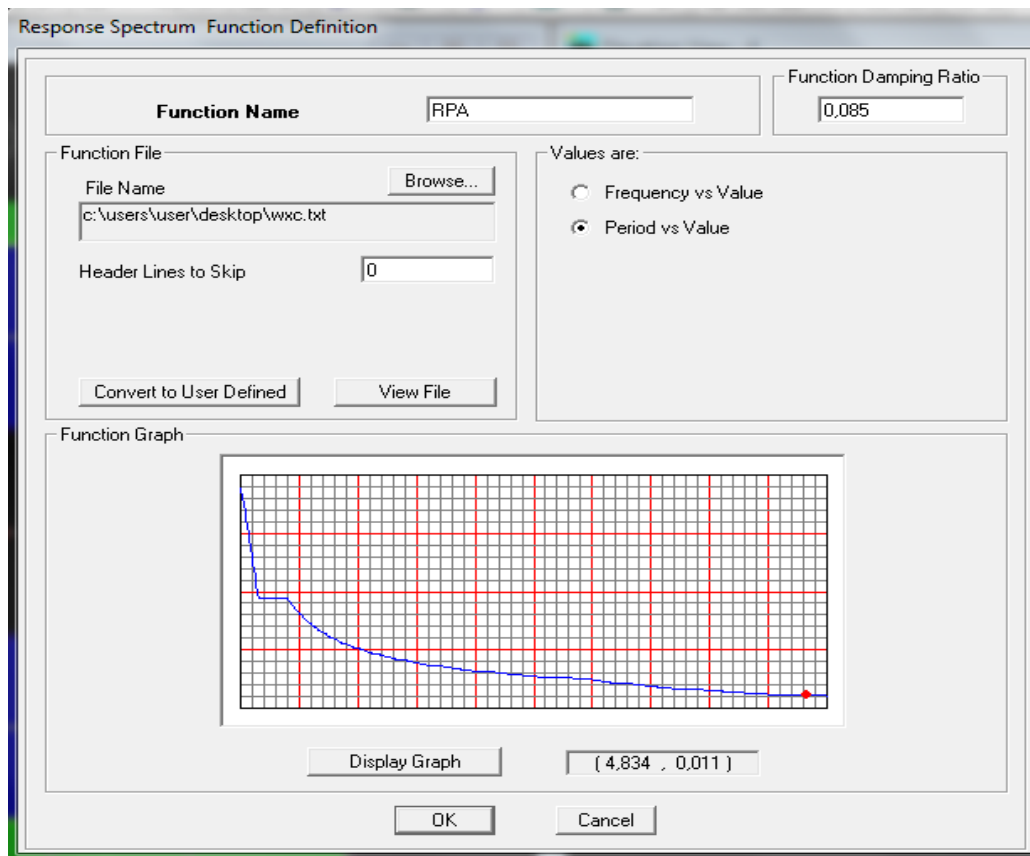 Response Spectrum Function Definition
Function Damping Ratio
Function Name
RPA
0,085
Function File
Values are:
File Name
Browse...
c:\users\user\desktop\wxc.txt
Frequency vs Value
Period vs Value
Header Lines to Skip
0
Convert to User Defined
View File
Function Graph
Display Graph
( 4,834 , 0,011 )
OK
Cancel